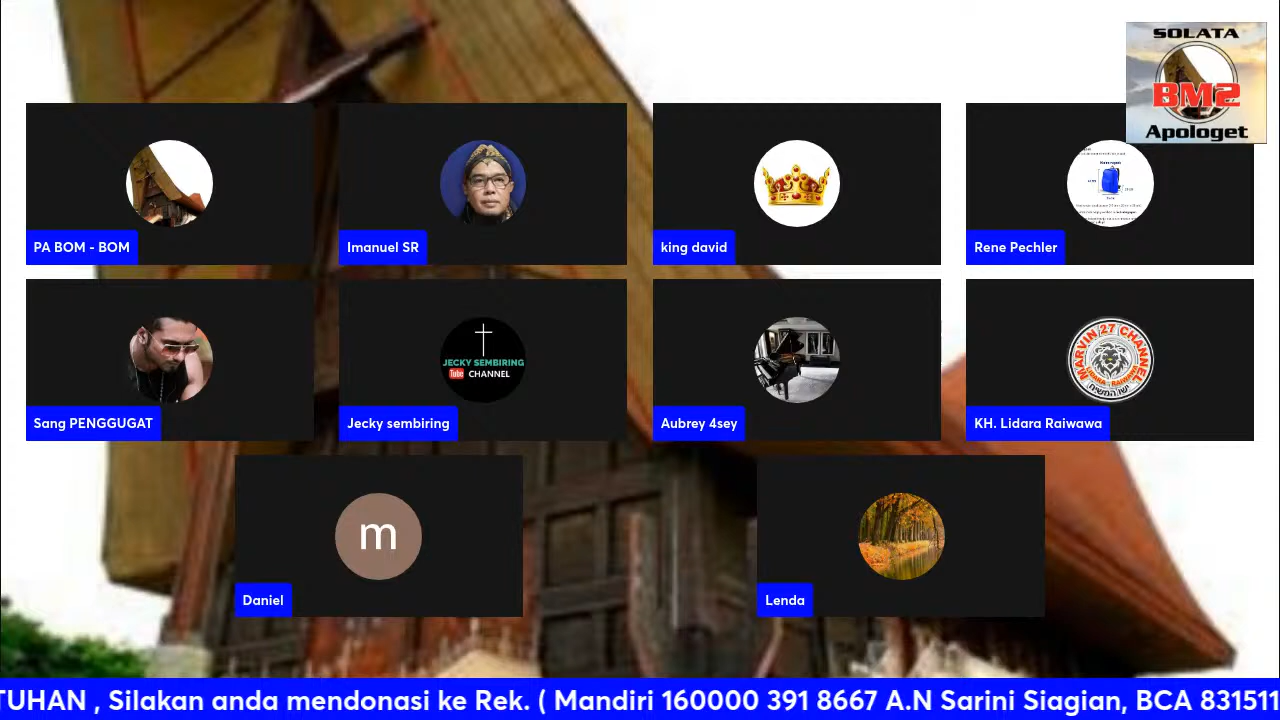 SOLATA
BM2
Apologet
PA BOM - BOM
Imanuel SR
king david
Rene Pechler
JECKY SEMBIRING
Tube CHANNEL
MARVIN 27 CHANNEL
Sang PENGGUGAT
Jecky sembiring
Aubrey 4sey
KH. Lidara Raiwawa
m
Daniel
Lenda
TUHAN , Silakan anda mendonasi ke Rek. ( Mandiri 160000 391 8667 A.N Sarini Siagian, BCA 831511